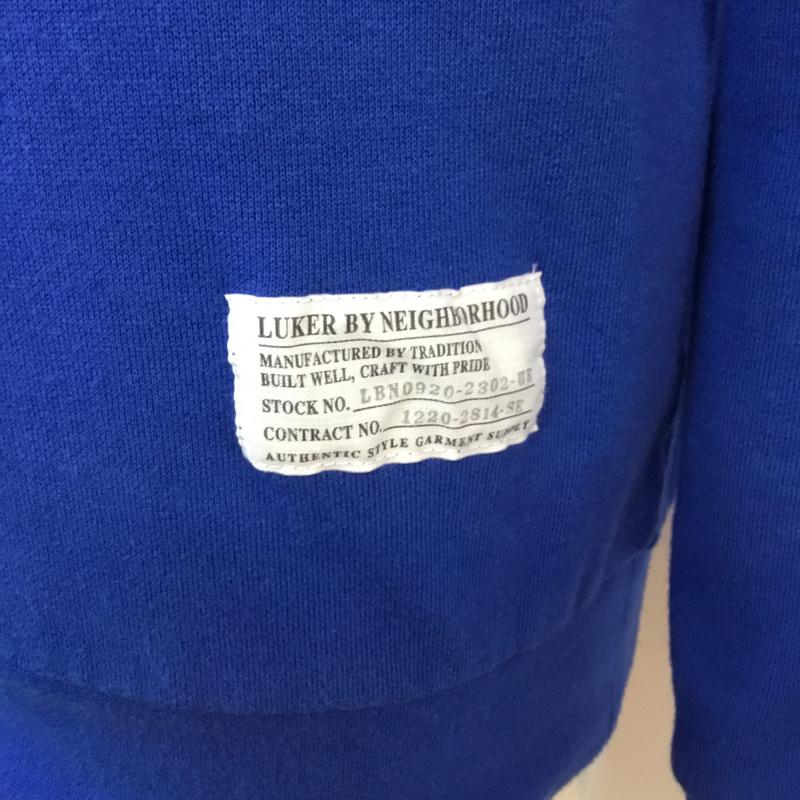 LUKER BY NEIGHBORHOOD
MANUFACTURED BY TRADITION
BUILT WELL, CRAFT WITH PRIDE
STOCK NO. LBN0920-2302-UE
CONTRACT NO. 1220-2814-SE
AUTHENTIC STYLE GARMENT SUPPLY